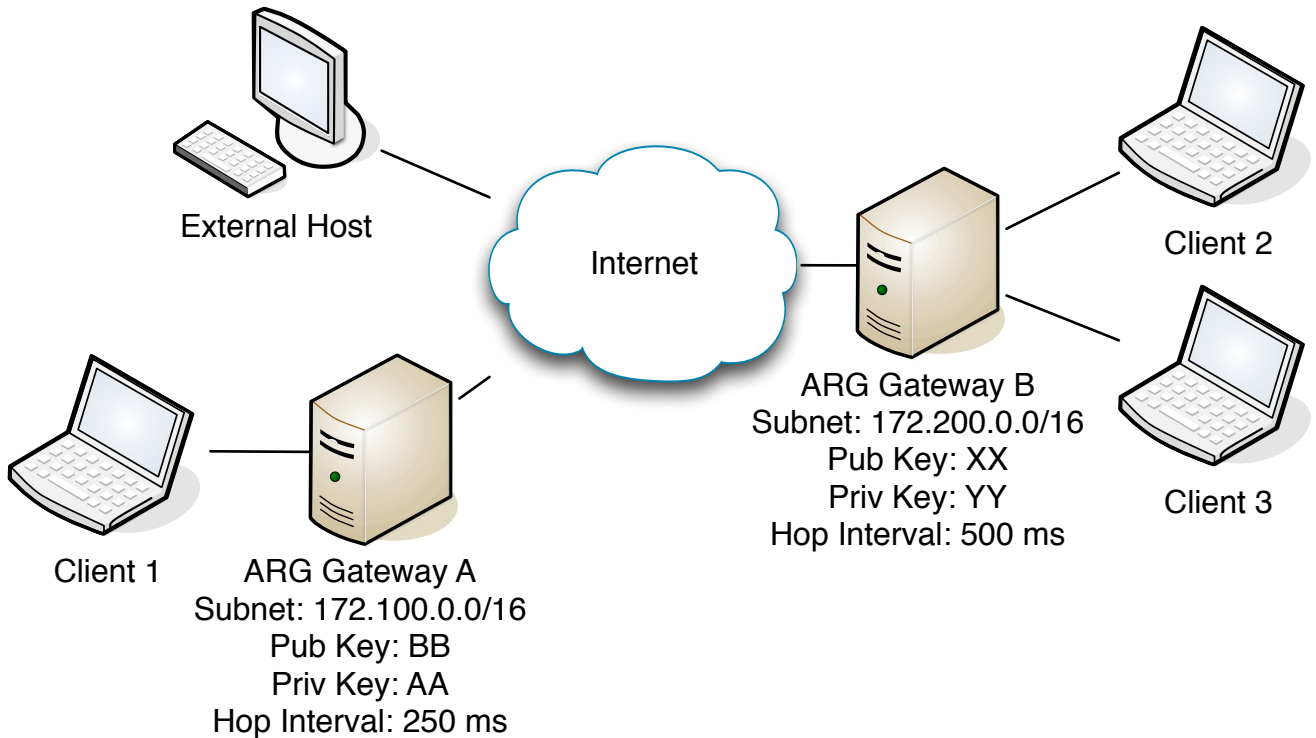 External Host
Internet
Client 2
Client 3
ARG Gateway B
Subnet: 172.200.0.0/16
Pub Key: XX
Priv Key: YY
Hop Interval: 500 ms
Client 1
ARG Gateway A
Subnet: 172.100.0.0/16
Pub Key: BB
Priv Key: AA
Hop Interval: 250 ms